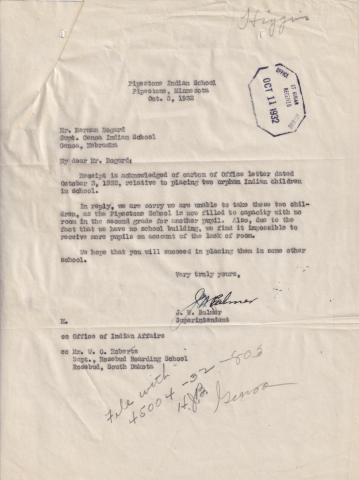 Higgins
Pipestone Indian School
Pipestone, Minnesota
Oct. 8, 1932
OFFICE
RECEIVED
OCT 11 1932
Mr. Herman Bogard
Supt. Genoa Indian School
Genoa, Nebraska
My dear Mr. Bogard:
Receipt is acknowledged of carbon of Office letter dated
October 3, 1932, relative to placing two orphan Indian children
in school.
In reply, we are sorry we are unable to take these two chil-
dren, as the Pipestone School is now filled to capacity with no
room in the second grade for another pupil. Also, due to the
fact that we have no school building, we find it impossible to
receive more pupils on account of the lack of room.
We hope that you will succeed in placing them in some other
school.
Very truly yours,
J W Balmer
J. W. Balmer
Superintendent
cc Office of Indian Affairs
cc Mr. W. O. Roberts
Supt., Rosebud Boarding School
Rosebud, South Dakota
File with
45004-32-803
Genoa